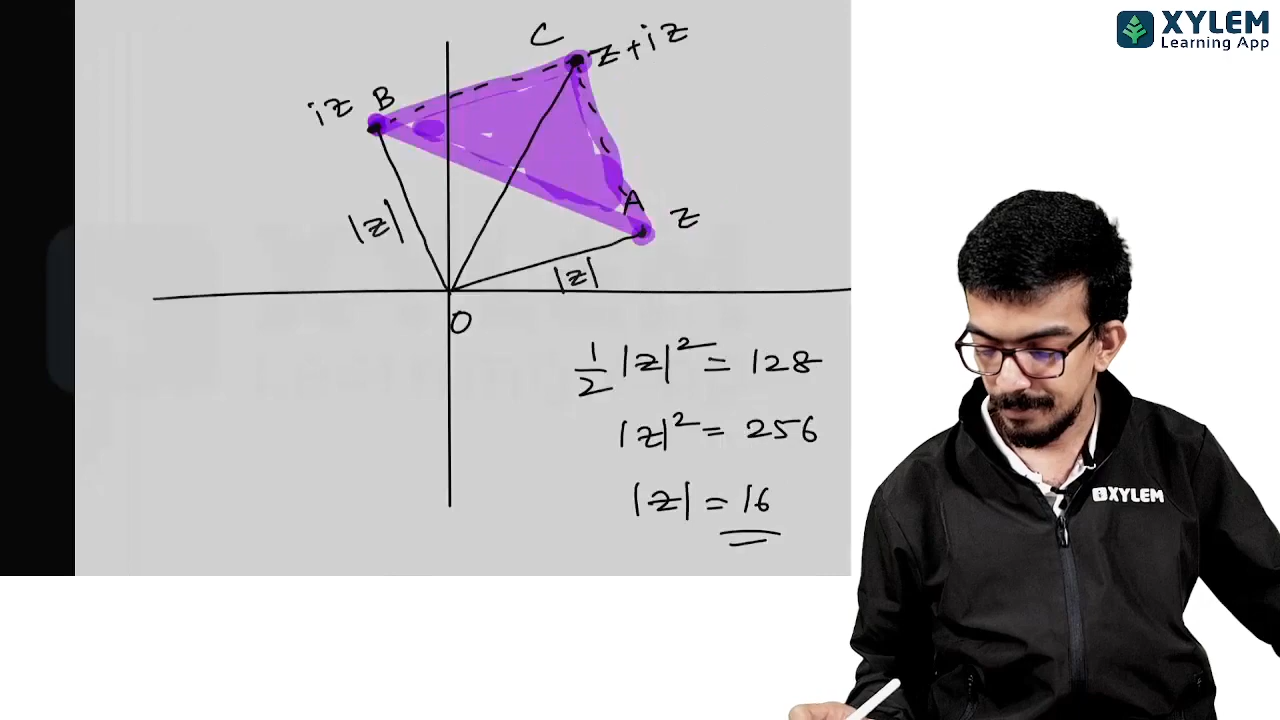 XYLEM
Learning App
C
z + iz
iz B
A
z
|z|
|z|
O
1/2 |z|² = 128
|z|² = 256
|z| = 16
XYLEM